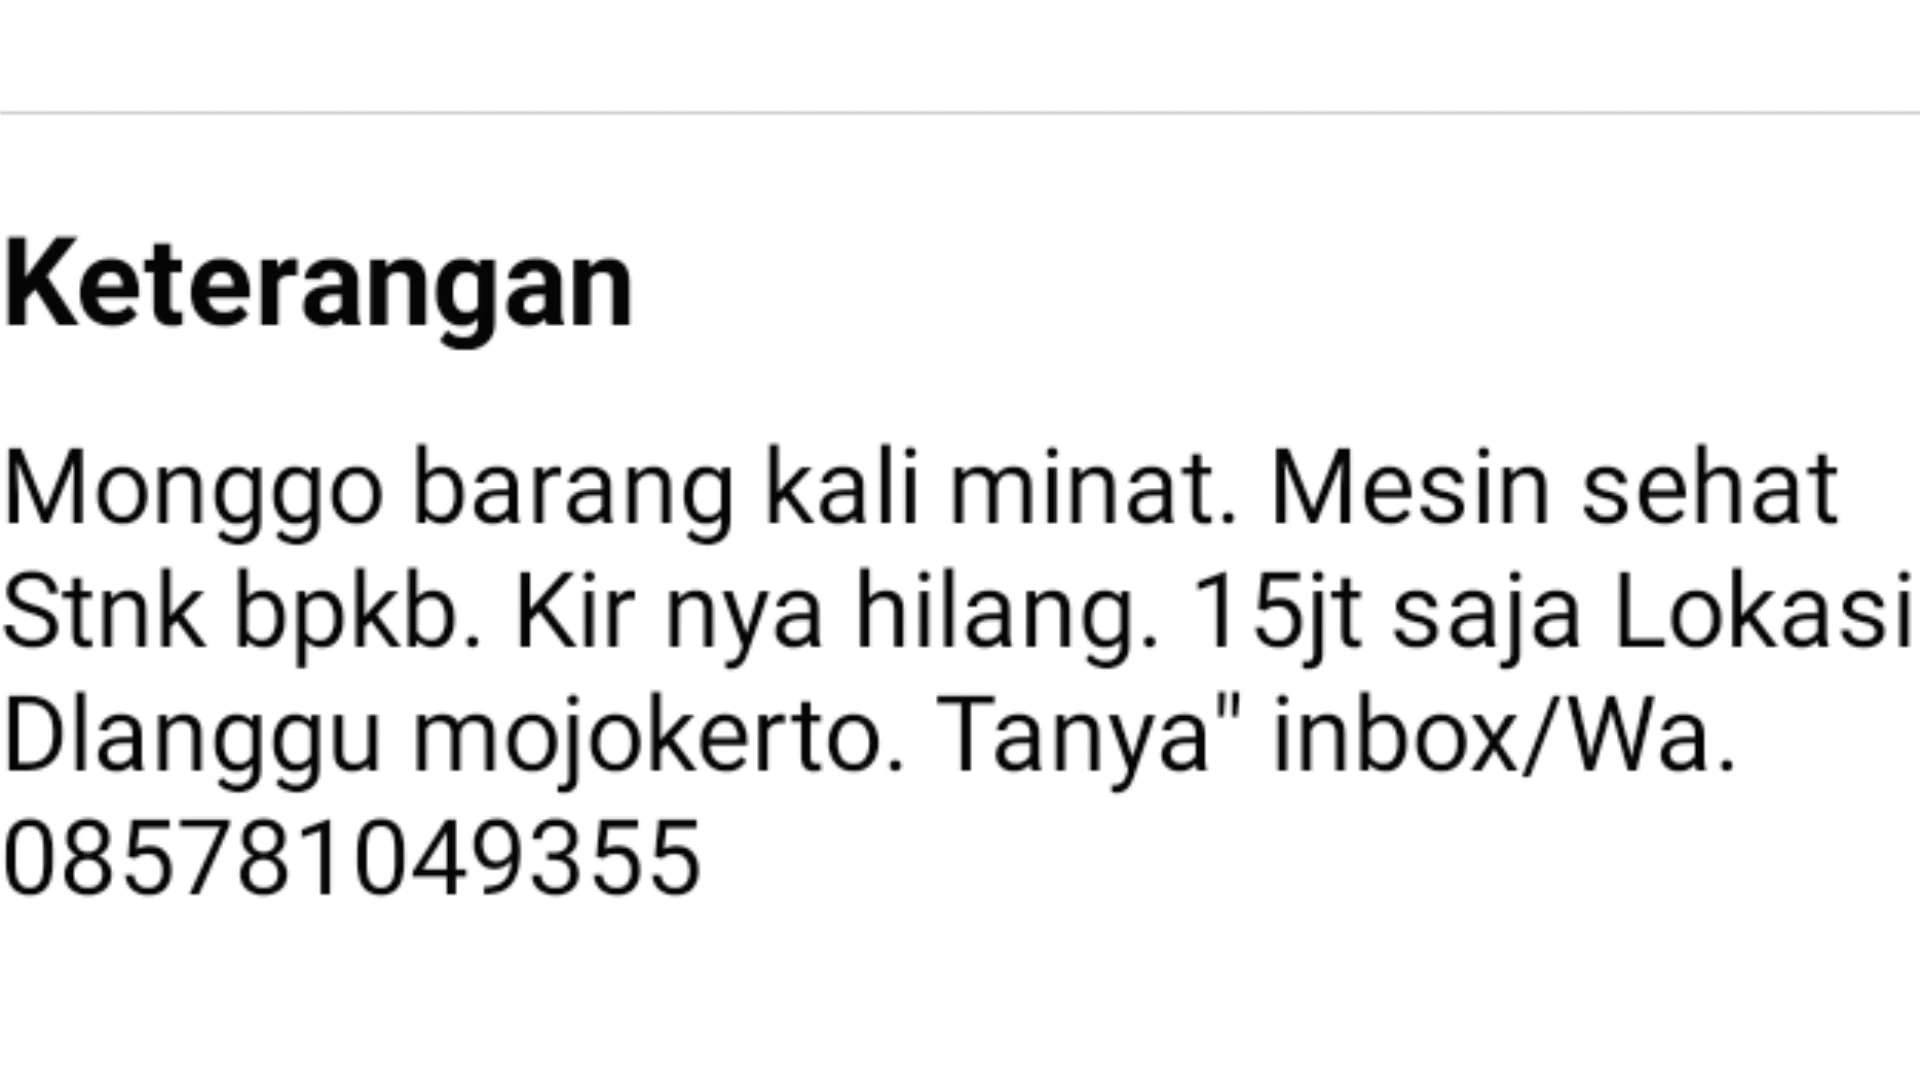 Keterangan
Monggo barang kali minat. Mesin sehat
Stnk bpkb. Kir nya hilang. 15jt saja Lokasi
Dlanggu mojokerto. Tanya" inbox/Wa.
085781049355